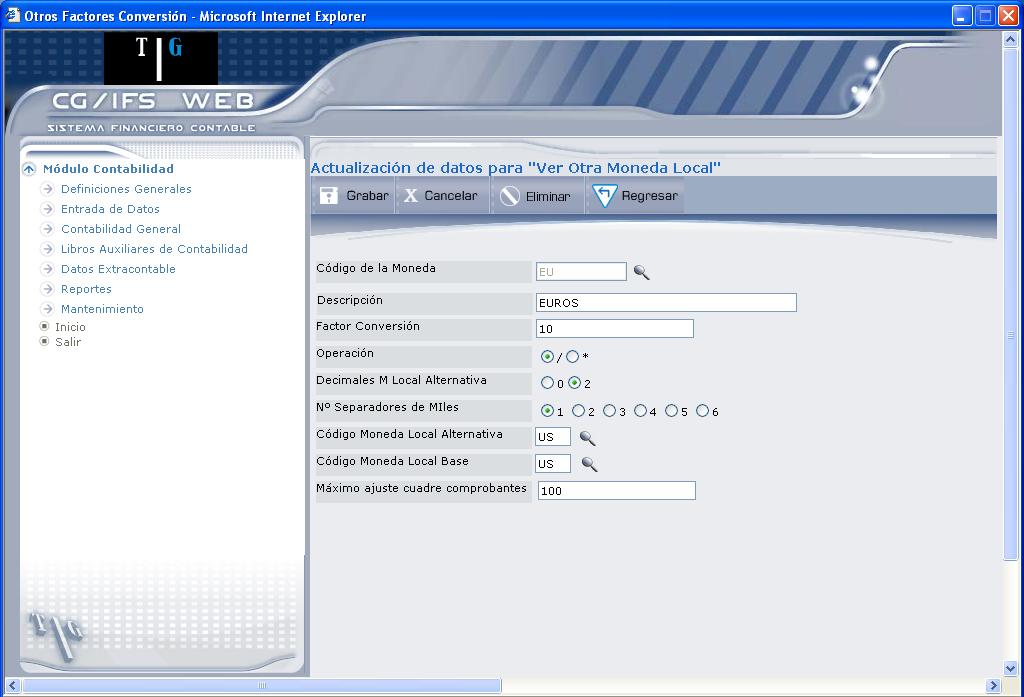 Otros Factores Conversión - Microsoft Internet Explorer
T G
CG/IFS WEB
SISTEMA FINANCIERO CONTABLE
Módulo Contabilidad
Definiciones Generales
Entrada de Datos
Contabilidad General
Libros Auxiliares de Contabilidad
Datos Extracontable
Reportes
Mantenimiento
Inicio
Salir
T G
Actualización de datos para "Ver Otra Moneda Local"
Grabar X Cancelar Eliminar Regresar
Código de la Moneda EU
Descripción EUROS
Factor Conversión 10
Operación / *
Decimales M Local Alternativa 0 2
Nº Separadores de MIles 1 2 3 4 5 6
Código Moneda Local Alternativa US
Código Moneda Local Base US
Máximo ajuste cuadre comprobantes 100